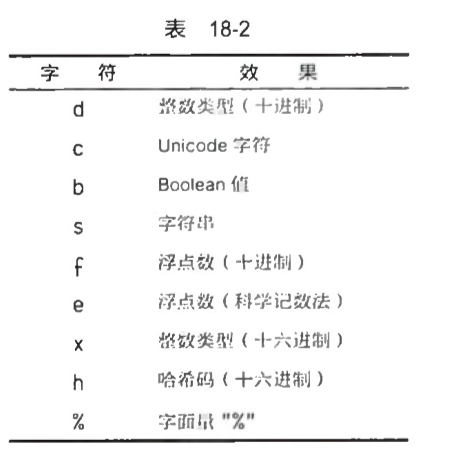 表 18-2
字 符 效 果
d 整数类型（十进制）
c Unicode 字符
b Boolean 值
s 字符串
f 浮点数（十进制）
e 浮点数（科学记数法）
x 整数类型（十六进制）
h 哈希码（十六进制）
% 字面量 "%"